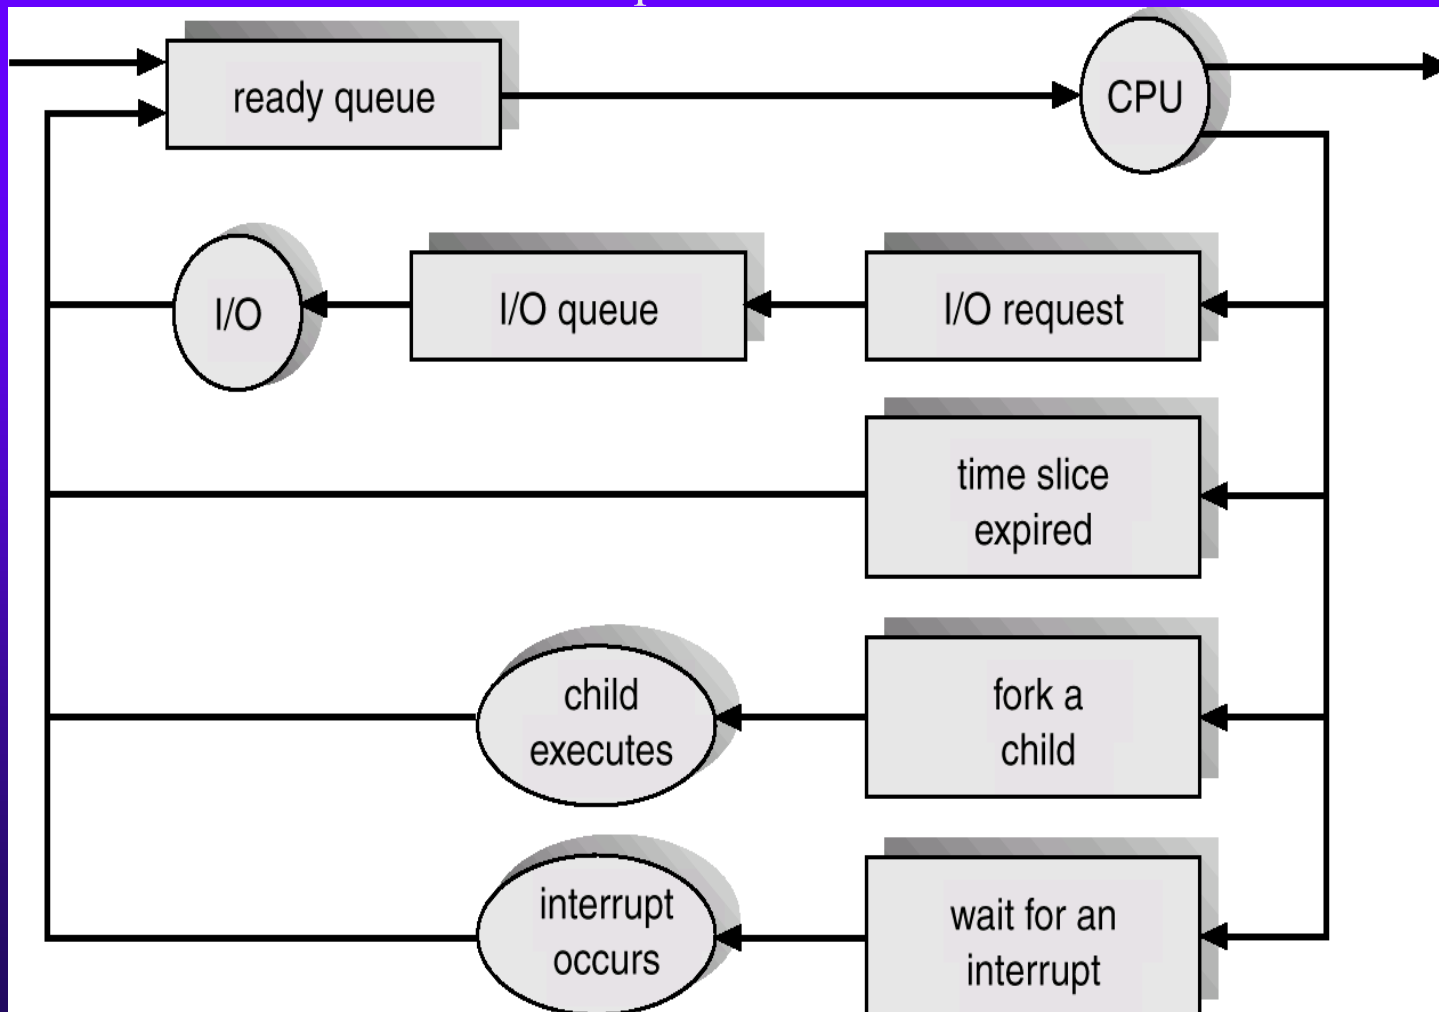 ready queue
CPU
I/O
I/O queue
I/O request
time slice
expired
child
executes
fork a
child
interrupt
occurs
wait for an
interrupt